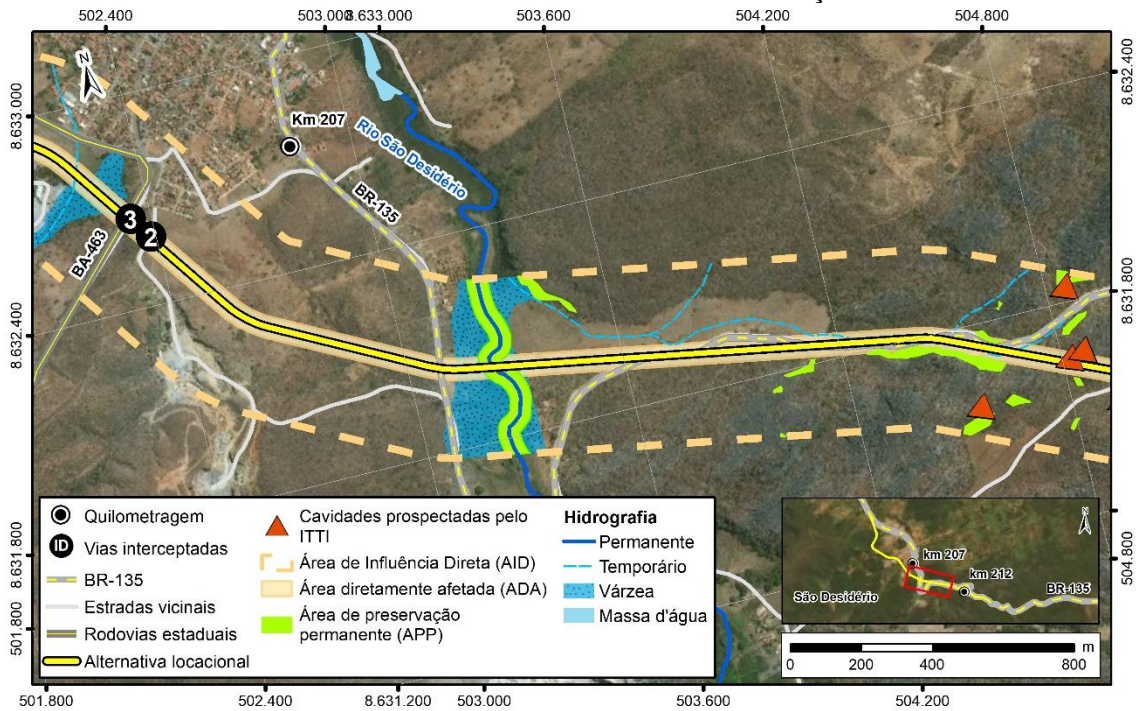 502.400
503.000
8.633.000
503.600
504.200
504.800
N
8.633.000
8.632.400
8.631.800
501.800
8.632.400
8.631.800
504.800
Km 207
Rio São Desidério
BR-135
BA-463
3
2
Quilometragem
ID Vias interceptadas
BR-135
Estradas vicinais
Rodovias estaduais
Alternativa locacional
Cavidades prospectadas pelo
ITTI
Área de Influência Direta (AID)
Área diretamente afetada (ADA)
Área de preservação
permanente (APP)
Hidrografia
Permanente
Temporário
Várzea
Massa d'água
N
km 207
km 212
São Desidério
BR-135
m
0 200 400 800
501.800
502.400
8.631.200
503.000
503.600
504.200